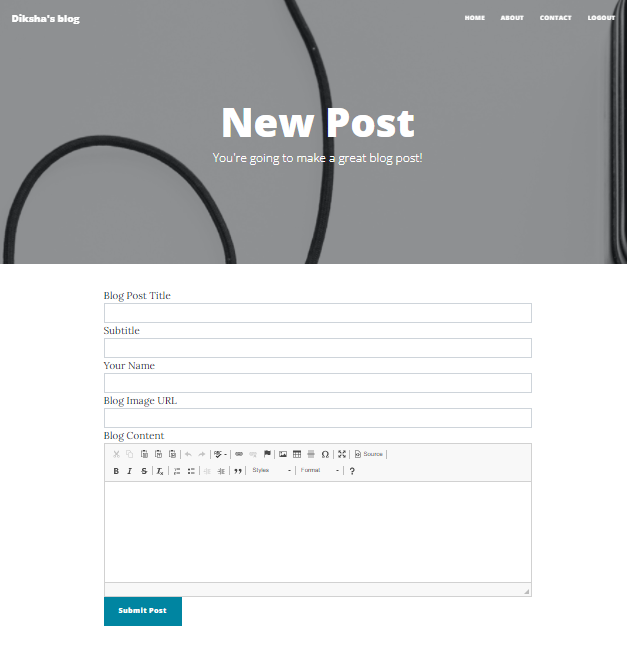 Diksha's blog HOME ABOUT CONTACT LOGOUT
New Post
You're going to make a great blog post!
Blog Post Title
Subtitle
Your Name
Blog Image URL
Blog Content
Source
B I S Ix Styles Format ?
Submit Post